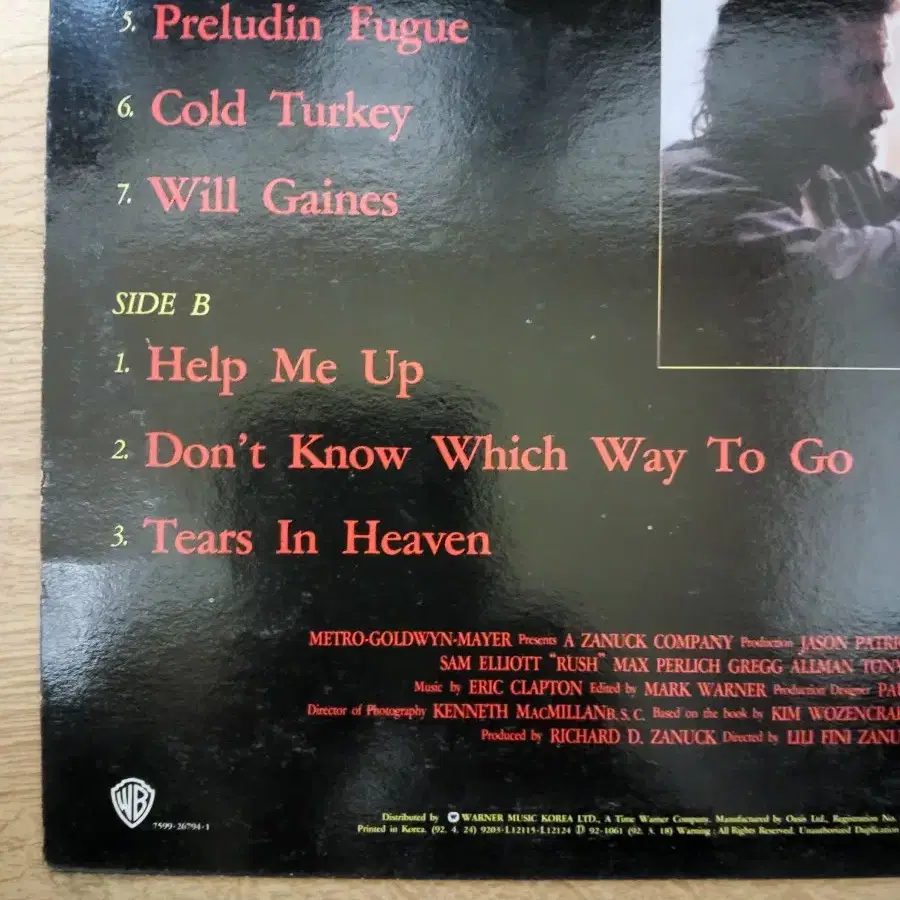 5. Preludin Fugue
6. Cold Turkey
7. Will Gaines
SIDE B
1. Help Me Up
2. Don't Know Which Way To Go
3. Tears In Heaven
METRO-GOLDWYN-MAYER Presents A ZANUCK COMPANY Production JASON PATRIC
SAM ELLIOTT "RUSH" MAX PERLICH GREGG ALLMAN TONY
Music by ERIC CLAPTON Edited by MARK WARNER Production Designer PAU
Director of Photography KENNETH MacMILLAN B.S.C. Based on the book by KIM WOZENCRAF
Produced by RICHARD D. ZANUCK Directed by LILI FINI ZANU
WB
7599-26794-1
Distributed by WARNER MUSIC KOREA LTD., A Time Warner Company. Manufactured by Oasis Ltd., Registration No.
Printed in Korea. (92. 4. 24) 9203-L12115-L12124 D 92-1061 (92. 3. 18) Warning : All Rights Reserved. Unauthorized Duplication